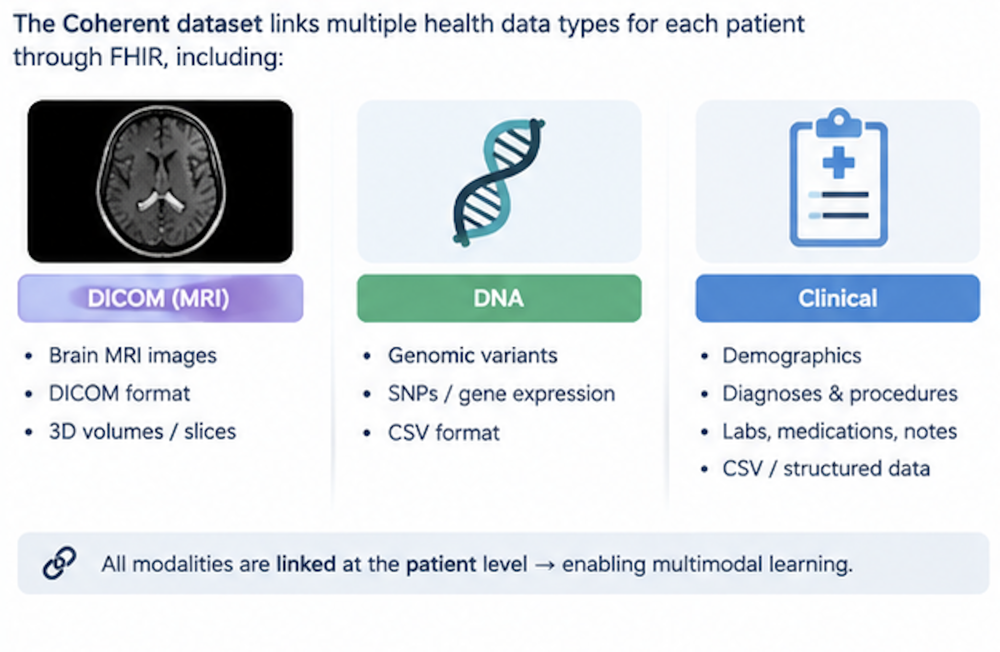 The Coherent dataset links multiple health data types for each patient
through FHIR, including:
DICOM (MRI)
• Brain MRI images
• DICOM format
• 3D volumes / slices
DNA
• Genomic variants
• SNPs / gene expression
• CSV format
Clinical
• Demographics
• Diagnoses & procedures
• Labs, medications, notes
• CSV / structured data
All modalities are linked at the patient level → enabling multimodal learning.